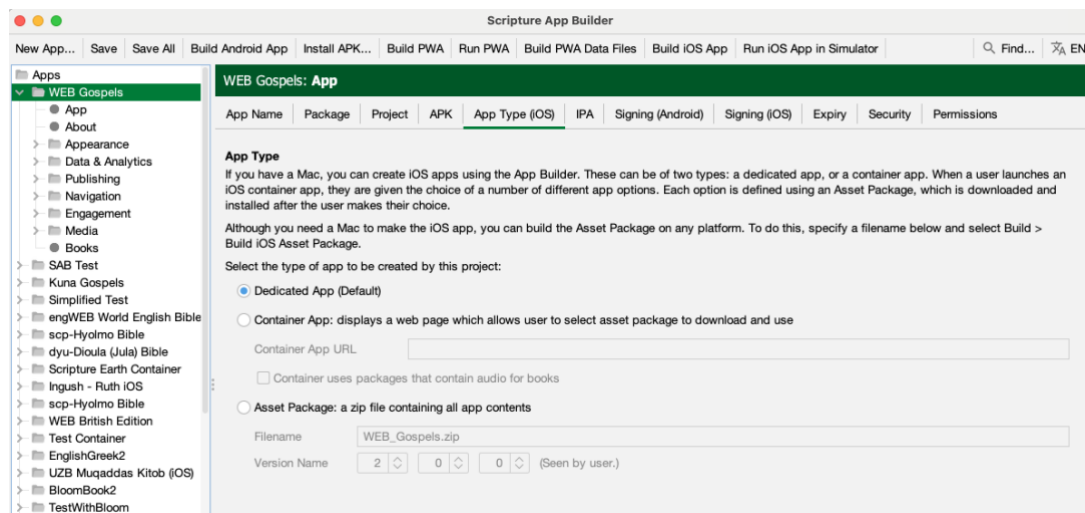 Scripture App Builder
New App... Save Save All Build Android App Install APK... Build PWA Run PWA Build PWA Data Files Build iOS App Run iOS App in Simulator Find... EN
Apps
WEB Gospels
App
About
Appearance
Data & Analytics
Publishing
Navigation
Engagement
Media
Books
SAB Test
Kuna Gospels
Simplified Test
engWEB World English Bible
scp-Hyolmo Bible
dyu-Dioula (Jula) Bible
Scripture Earth Container
Ingush - Ruth iOS
scp-Hyolmo Bible
WEB British Edition
Test Container
EnglishGreek2
UZB Muqaddas Kitob (iOS)
BloomBook2
TestWithBloom
WEB Gospels: App
App Name Package Project APK App Type (iOS) IPA Signing (Android) Signing (iOS) Expiry Security Permissions
App Type
If you have a Mac, you can create iOS apps using the App Builder. These can be of two types: a dedicated app, or a container app. When a user launches an
iOS container app, they are given the choice of a number of different app options. Each option is defined using an Asset Package, which is downloaded and
installed after the user makes their choice.
Although you need a Mac to make the iOS app, you can build the Asset Package on any platform. To do this, specify a filename below and select Build >
Build iOS Asset Package.
Select the type of app to be created by this project:
Dedicated App (Default)
Container App: displays a web page which allows user to select asset package to download and use
Container App URL
Container uses packages that contain audio for books
Asset Package: a zip file containing all app contents
Filename WEB_Gospels.zip
Version Name 2 0 0 (Seen by user.)